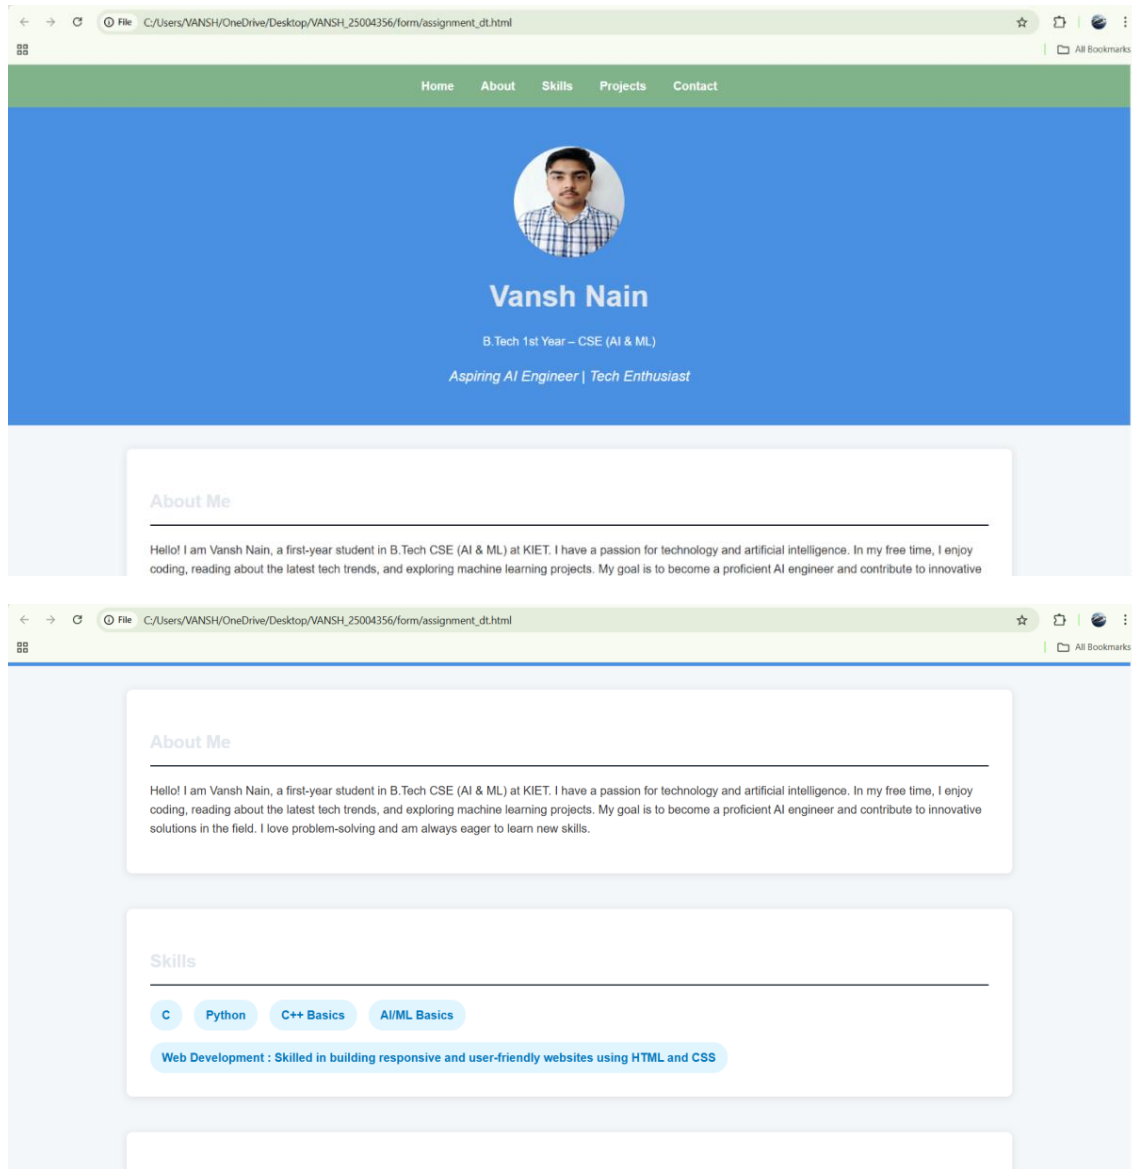 File C:/Users/VANSH/OneDrive/Desktop/VANSH_25004356/form/assignment_dt.html
All Bookmarks
Home About Skills Projects Contact
Vansh Nain
B.Tech 1st Year – CSE (AI & ML)
Aspiring AI Engineer | Tech Enthusiast
About Me
Hello! I am Vansh Nain, a first-year student in B.Tech CSE (AI & ML) at KIET. I have a passion for technology and artificial intelligence. In my free time, I enjoy
coding, reading about the latest tech trends, and exploring machine learning projects. My goal is to become a proficient AI engineer and contribute to innovative
File C:/Users/VANSH/OneDrive/Desktop/VANSH_25004356/form/assignment_dt.html
All Bookmarks
About Me
Hello! I am Vansh Nain, a first-year student in B.Tech CSE (AI & ML) at KIET. I have a passion for technology and artificial intelligence. In my free time, I enjoy
coding, reading about the latest tech trends, and exploring machine learning projects. My goal is to become a proficient AI engineer and contribute to innovative
solutions in the field. I love problem-solving and am always eager to learn new skills.
Skills
C Python C++ Basics AI/ML Basics
Web Development : Skilled in building responsive and user-friendly websites using HTML and CSS